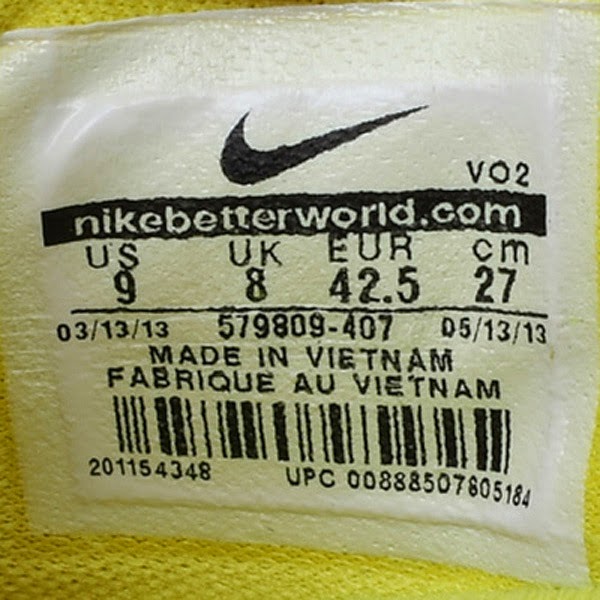 VO2
nikebetterworld.com
US UK EUR cm
9 8 42.5 27
03/13/13 579809-407 05/13/13
MADE IN VIETNAM
FABRIQUE AU VIETNAM
201154348 UPC 00888507805184